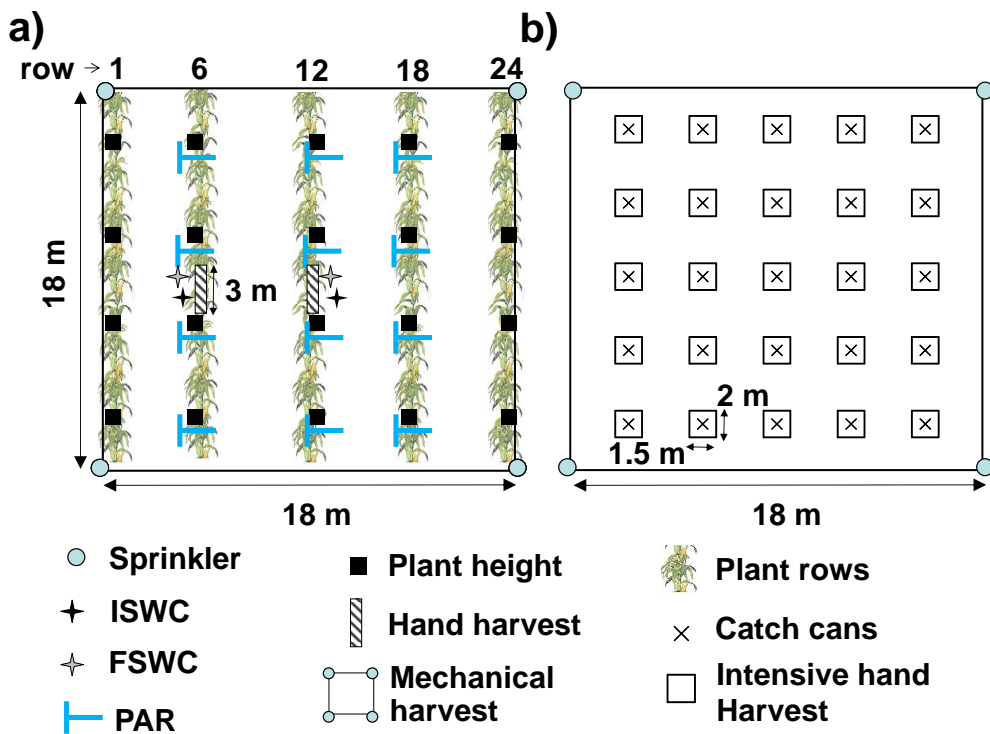 a)
b)
row → 1 6 12 18 24
18 m
3 m
2 m
1.5 m
18 m
18 m
Sprinkler
Plant height
Plant rows
ISWC
Hand harvest
Catch cans
FSWC
Mechanical
harvest
Intensive hand
Harvest
PAR